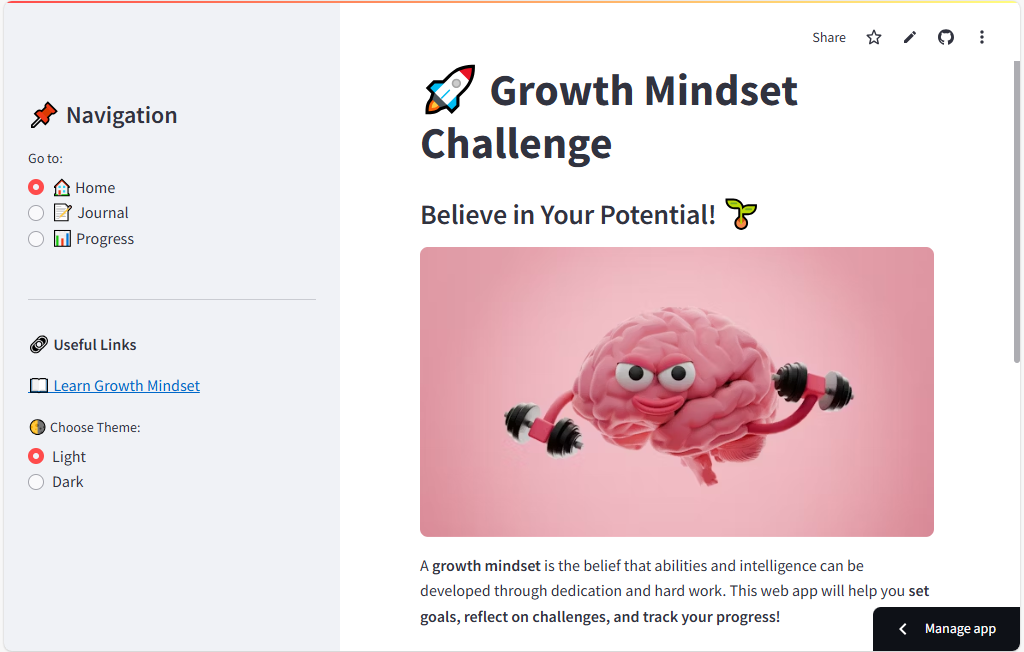 Share
📌 Navigation
Go to:
🏠 Home
📝 Journal
📊 Progress
🔗 Useful Links
📖 Learn Growth Mindset
🌗 Choose Theme:
Light
Dark
🚀 Growth Mindset
Challenge
Believe in Your Potential! 🌱
A growth mindset is the belief that abilities and intelligence can be
developed through dedication and hard work. This web app will help you set
goals, reflect on challenges, and track your progress!
Manage app